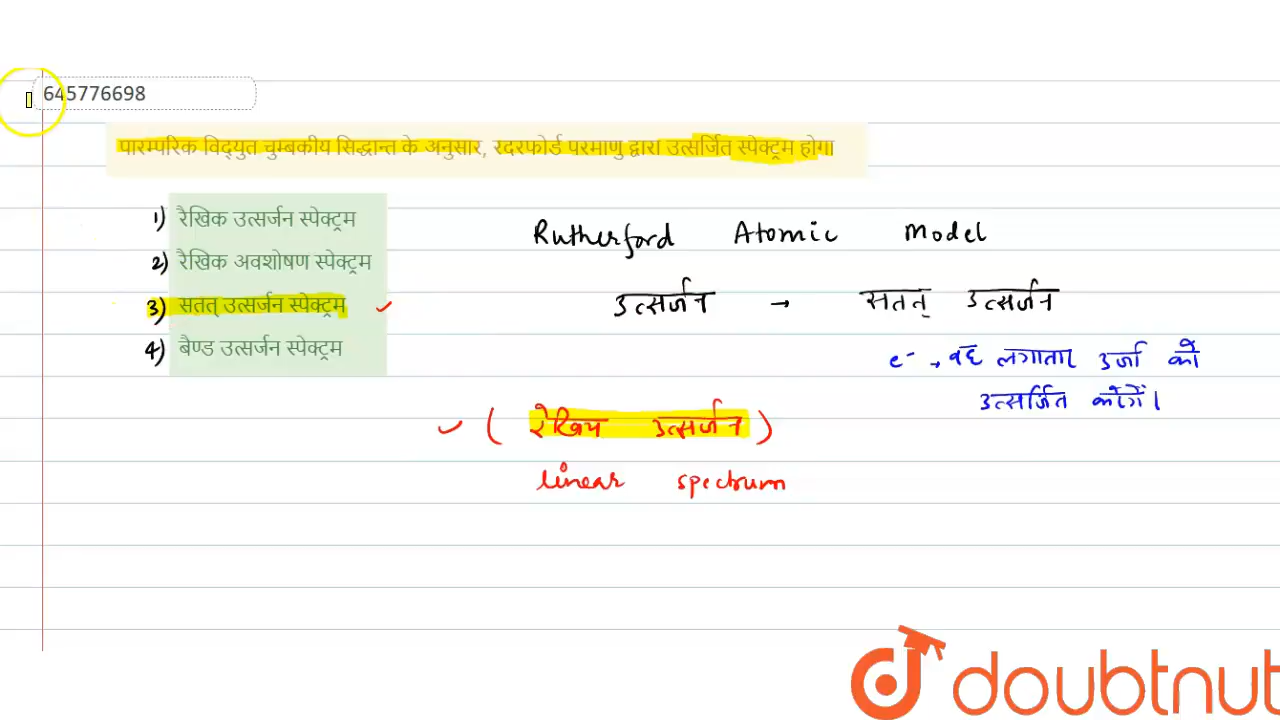 645776698
पारम्परिक विद्युत चुम्बकीय सिद्धान्त के अनुसार, रदरफोर्ड परमाणु द्वारा उत्सर्जित स्पेक्ट्रम होगा
1) रैखिक उत्सर्जन स्पेक्ट्रम
2) रैखिक अवशोषण स्पेक्ट्रम
3) सतत् उत्सर्जन स्पेक्ट्रम
4) बैण्ड उत्सर्जन स्पेक्ट्रम
Rutherford Atomic Model
उत्सर्जन → सतत् उत्सर्जन
e⁻ → वह लगातार उर्जा को
उत्सर्जित करेगें।
( रेखिय उत्सर्जन )
linear spectrum
doubtnut